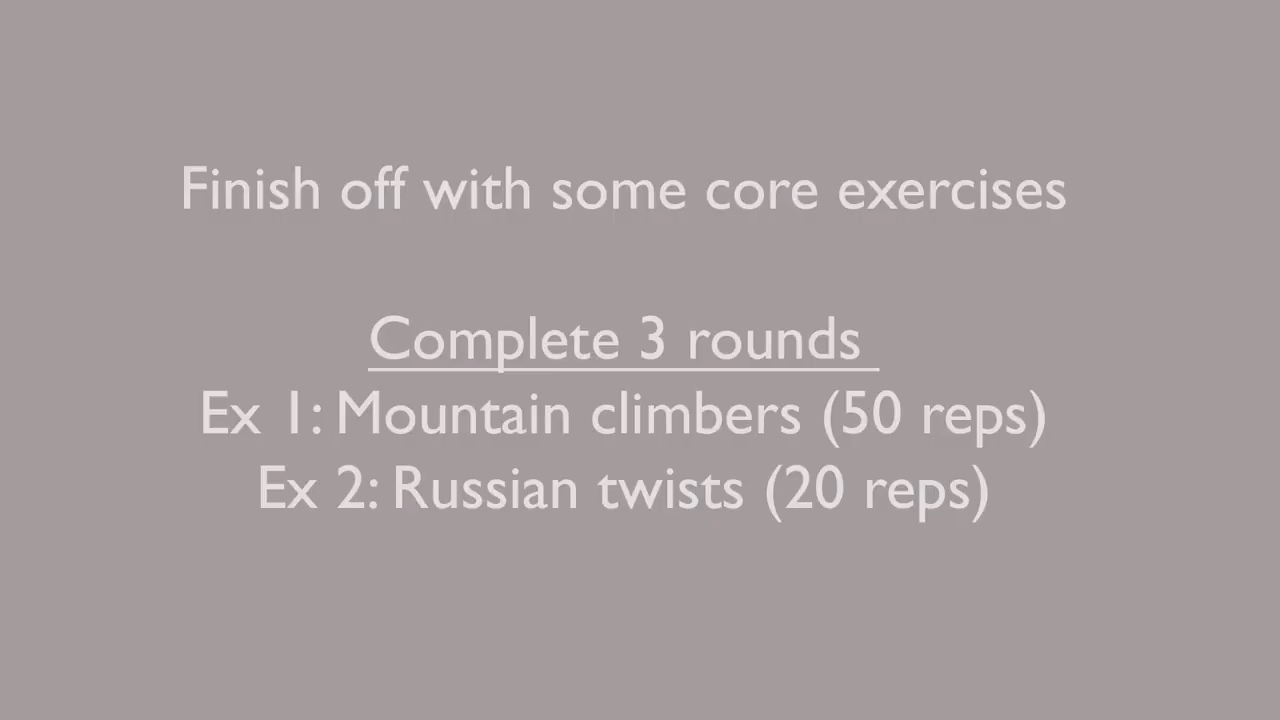 Finish off with some core exercises
Complete 3 rounds
Ex 1: Mountain climbers (50 reps)
Ex 2: Russian twists (20 reps)